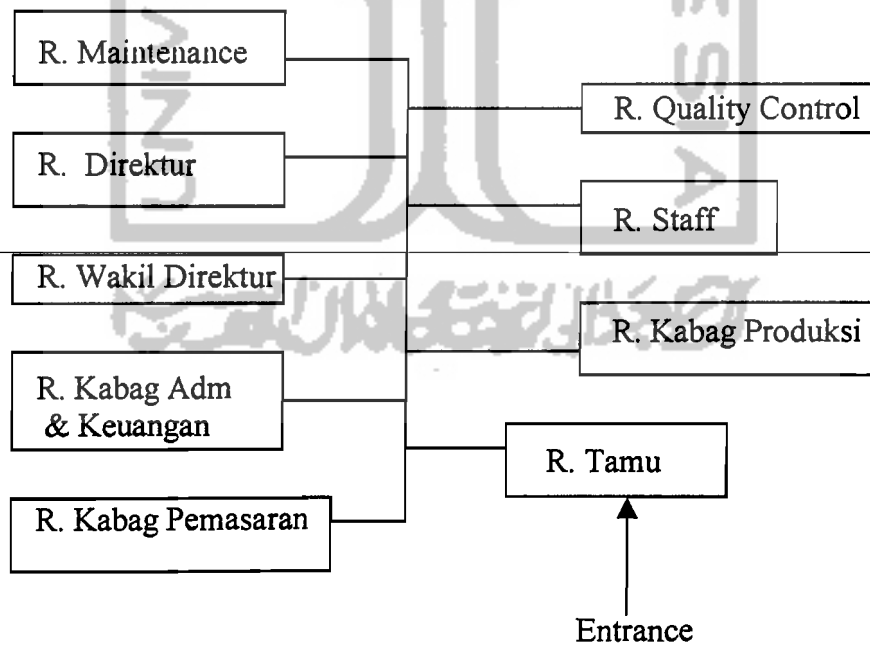 R. Maintenance
R. Quality Control
R. Direktur
R. Staff
R. Wakil Direktur
R. Kabag Produksi
R. Kabag Adm
& Keuangan
R. Tamu
R. Kabag Pemasaran
Entrance